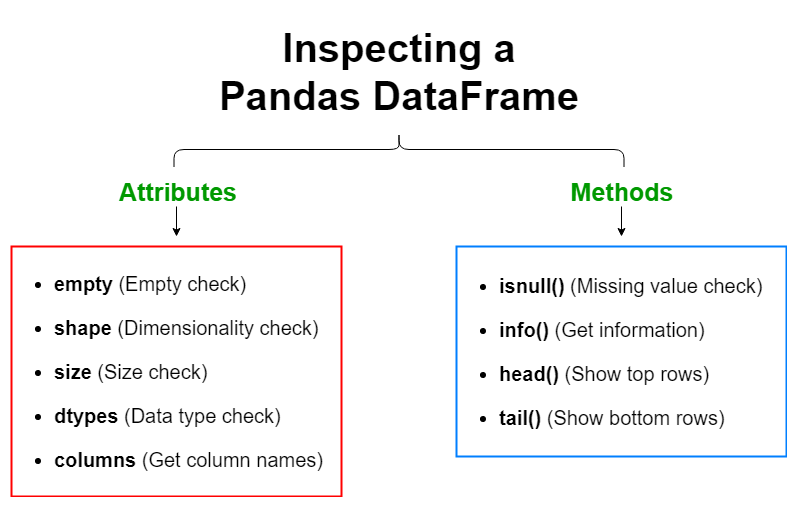 Inspecting a
Pandas DataFrame
Attributes
• empty (Empty check)
• shape (Dimensionality check)
• size (Size check)
• dtypes (Data type check)
• columns (Get column names)
Methods
• isnull() (Missing value check)
• info() (Get information)
• head() (Show top rows)
• tail() (Show bottom rows)